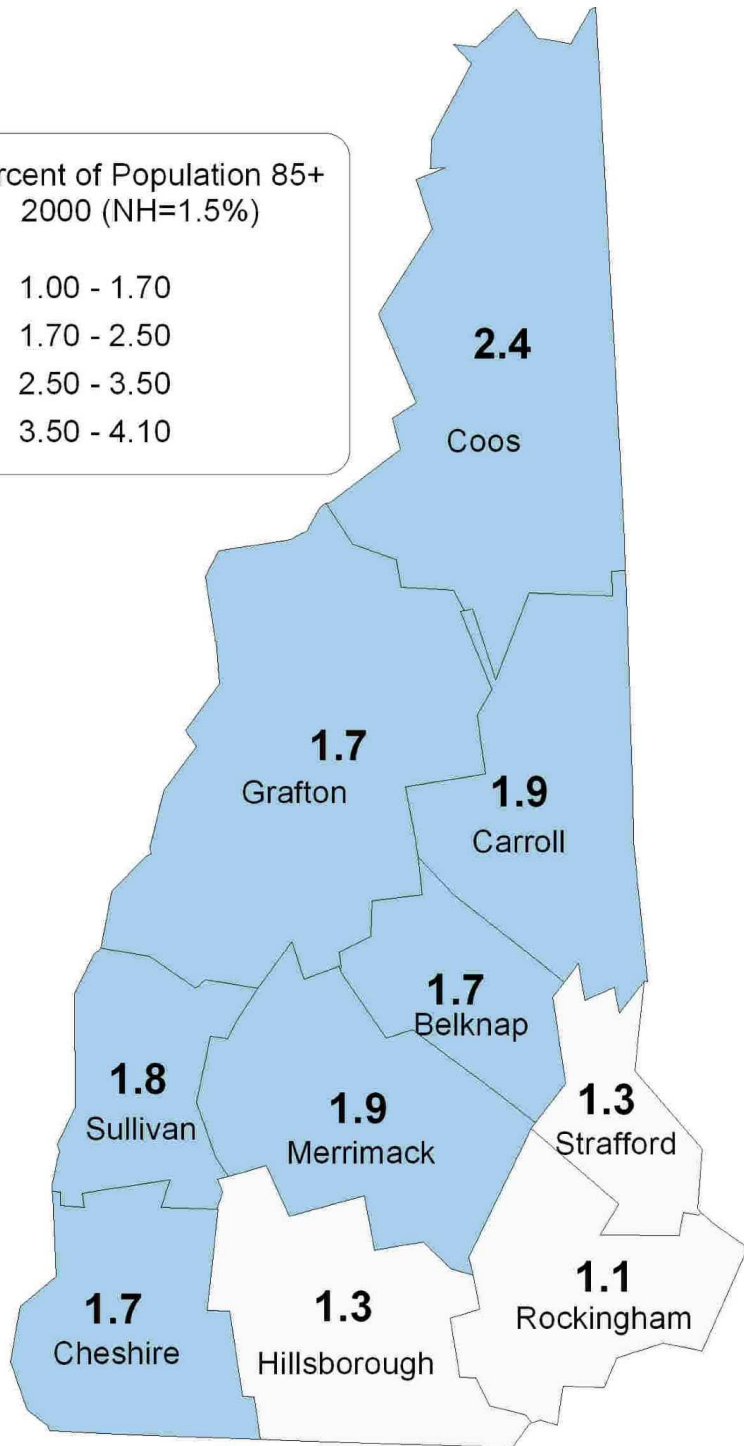 rcent of Population 85+
2000 (NH=1.5%)
1.00 - 1.70
1.70 - 2.50
2.50 - 3.50
3.50 - 4.10
2.4
Coos
1.7
Grafton
1.9
Carroll
1.7
Belknap
1.8
Sullivan
1.9
Merrimack
1.3
Strafford
1.7
Cheshire
1.3
Hillsborough
1.1
Rockingham